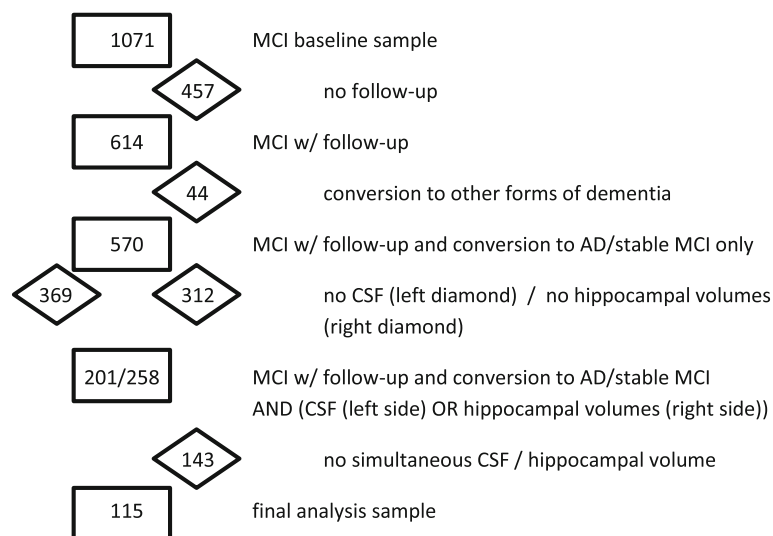 1071 MCI baseline sample
457 no follow-up
614 MCI w/ follow-up
44 conversion to other forms of dementia
570 MCI w/ follow-up and conversion to AD/stable MCI only
369 312 no CSF (left diamond) / no hippocampal volumes
(right diamond)
201/258 MCI w/ follow-up and conversion to AD/stable MCI
AND (CSF (left side) OR hippocampal volumes (right side))
143 no simultaneous CSF / hippocampal volume
115 final analysis sample